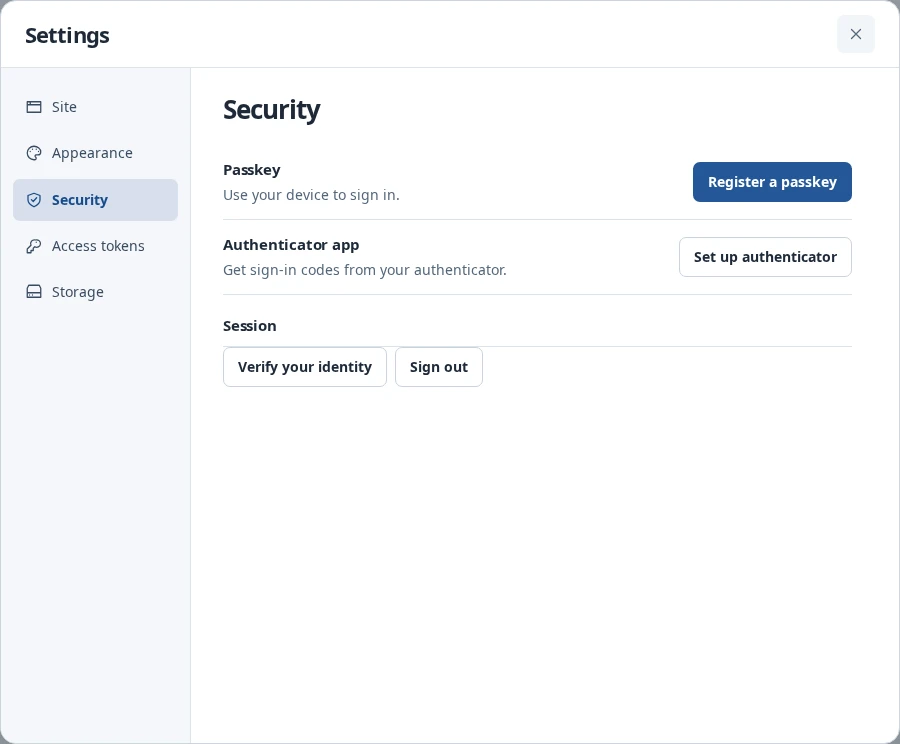 Settings
Site
Appearance
Security
Access tokens
Storage
Security
Passkey
Use your device to sign in.
Register a passkey
Authenticator app
Get sign-in codes from your authenticator.
Set up authenticator
Session
Verify your identity
Sign out